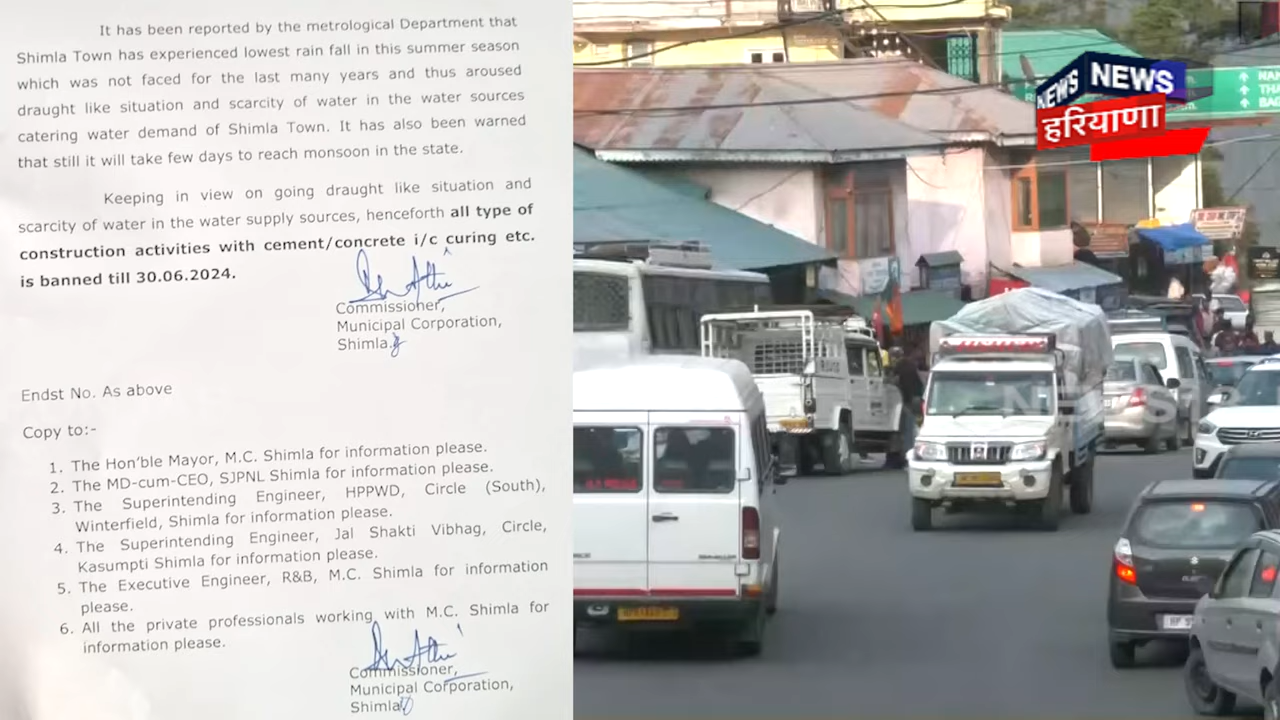 It has been reported by the metrological Department that
Shimla Town has experienced lowest rain fall in this summer season
which was not faced for the last many years and thus aroused
draught like situation and scarcity of water in the water sources
catering water demand of Shimla Town. It has also been warned
that still it will take few days to reach monsoon in the state.
Keeping in view on going draught like situation and
scarcity of water in the water supply sources, henceforth all type of
construction activities with cement/concrete i/c curing etc.
is banned till 30.06.2024.
Commissioner,
Municipal Corporation,
Shimla.
Endst No. As above
Copy to:-
1. The Hon'ble Mayor, M.C. Shimla for information please.
2. The MD-cum-CEO, SJPNL Shimla for information please.
3. The Superintending Engineer, HPPWD, Circle (South),
Winterfield, Shimla for information please.
4. The Superintending Engineer, Jal Shakti Vibhag, Circle,
Kasumpti Shimla for information please.
5. The Executive Engineer, R&B, M.C. Shimla for information
please.
6. All the private professionals working with M.C. Shimla for
information please.
Commissioner,
Municipal Corporation,
Shimla
NEWS NEWS
हरियाणा
NEWS18